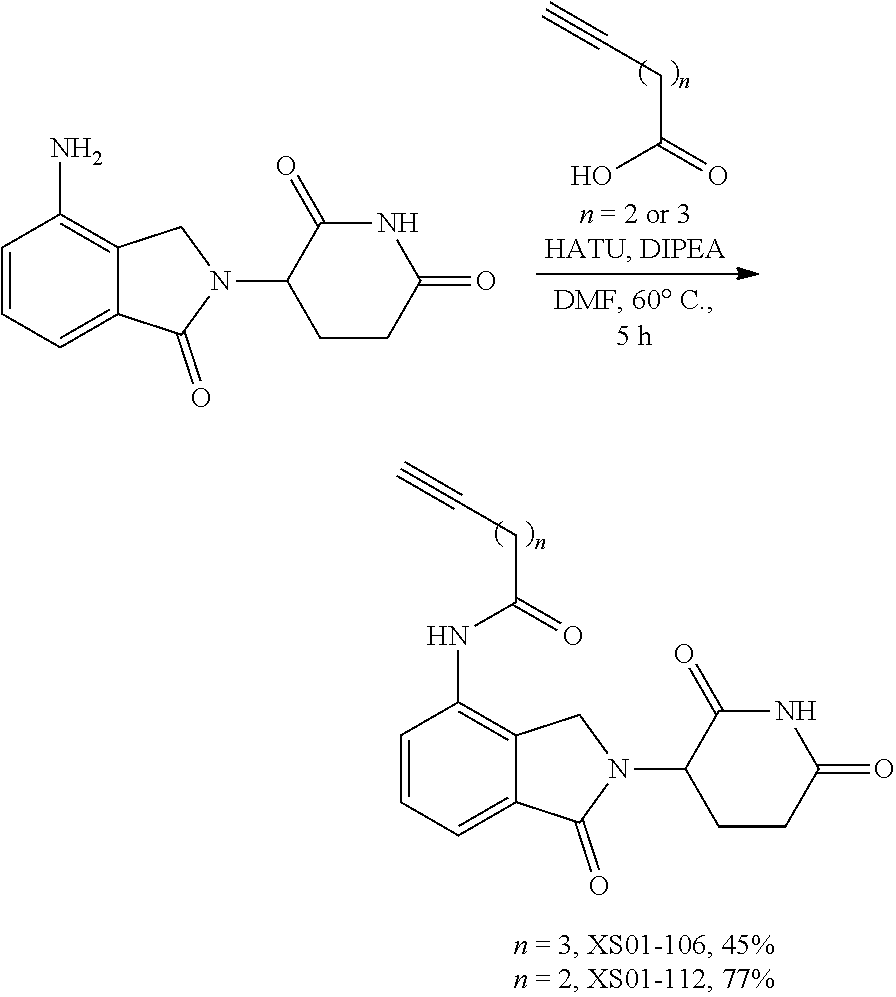 n
HO
O
n = 2 or 3
HATU, DIPEA
DMF, 60° C.,
5 h
NH2
O
NH
N
O
O
n
HN
O
O
NH
N
O
O
n = 3, XS01-106, 45%
n = 2, XS01-112, 77%